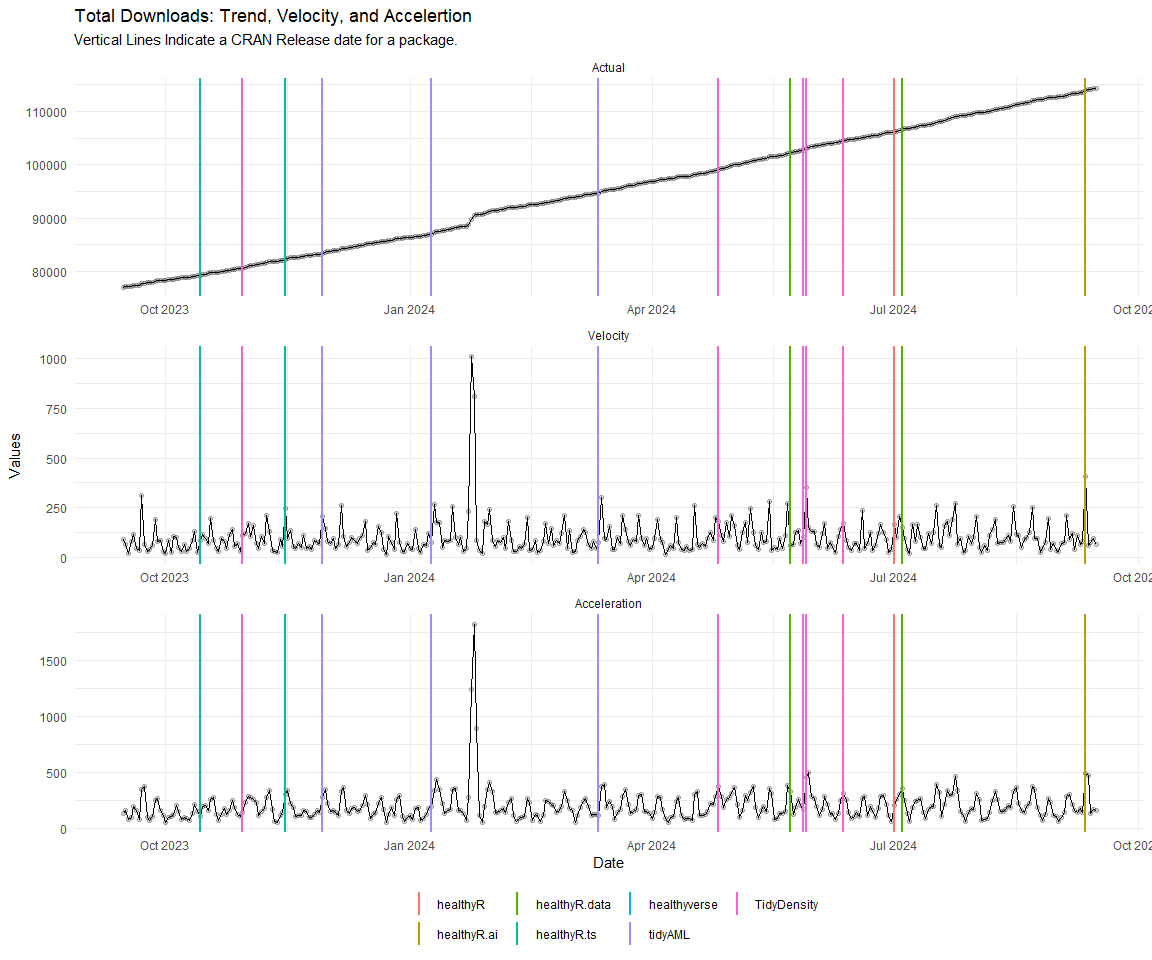 Total Downloads: Trend, Velocity, and Accelertion
Vertical Lines Indicate a CRAN Release date for a package.
Actual
110000
100000
90000
80000
Oct 2023 Jan 2024 Apr 2024 Jul 2024 Oct 202
Velocity
1000
750
500
250
0
Oct 2023 Jan 2024 Apr 2024 Jul 2024 Oct 202
Values
Acceleration
1500
1000
500
0
Oct 2023 Jan 2024 Apr 2024 Jul 2024 Oct 202
Date
healthyR healthyR.data healthyverse TidyDensity
healthyR.ai healthyR.ts tidyAML